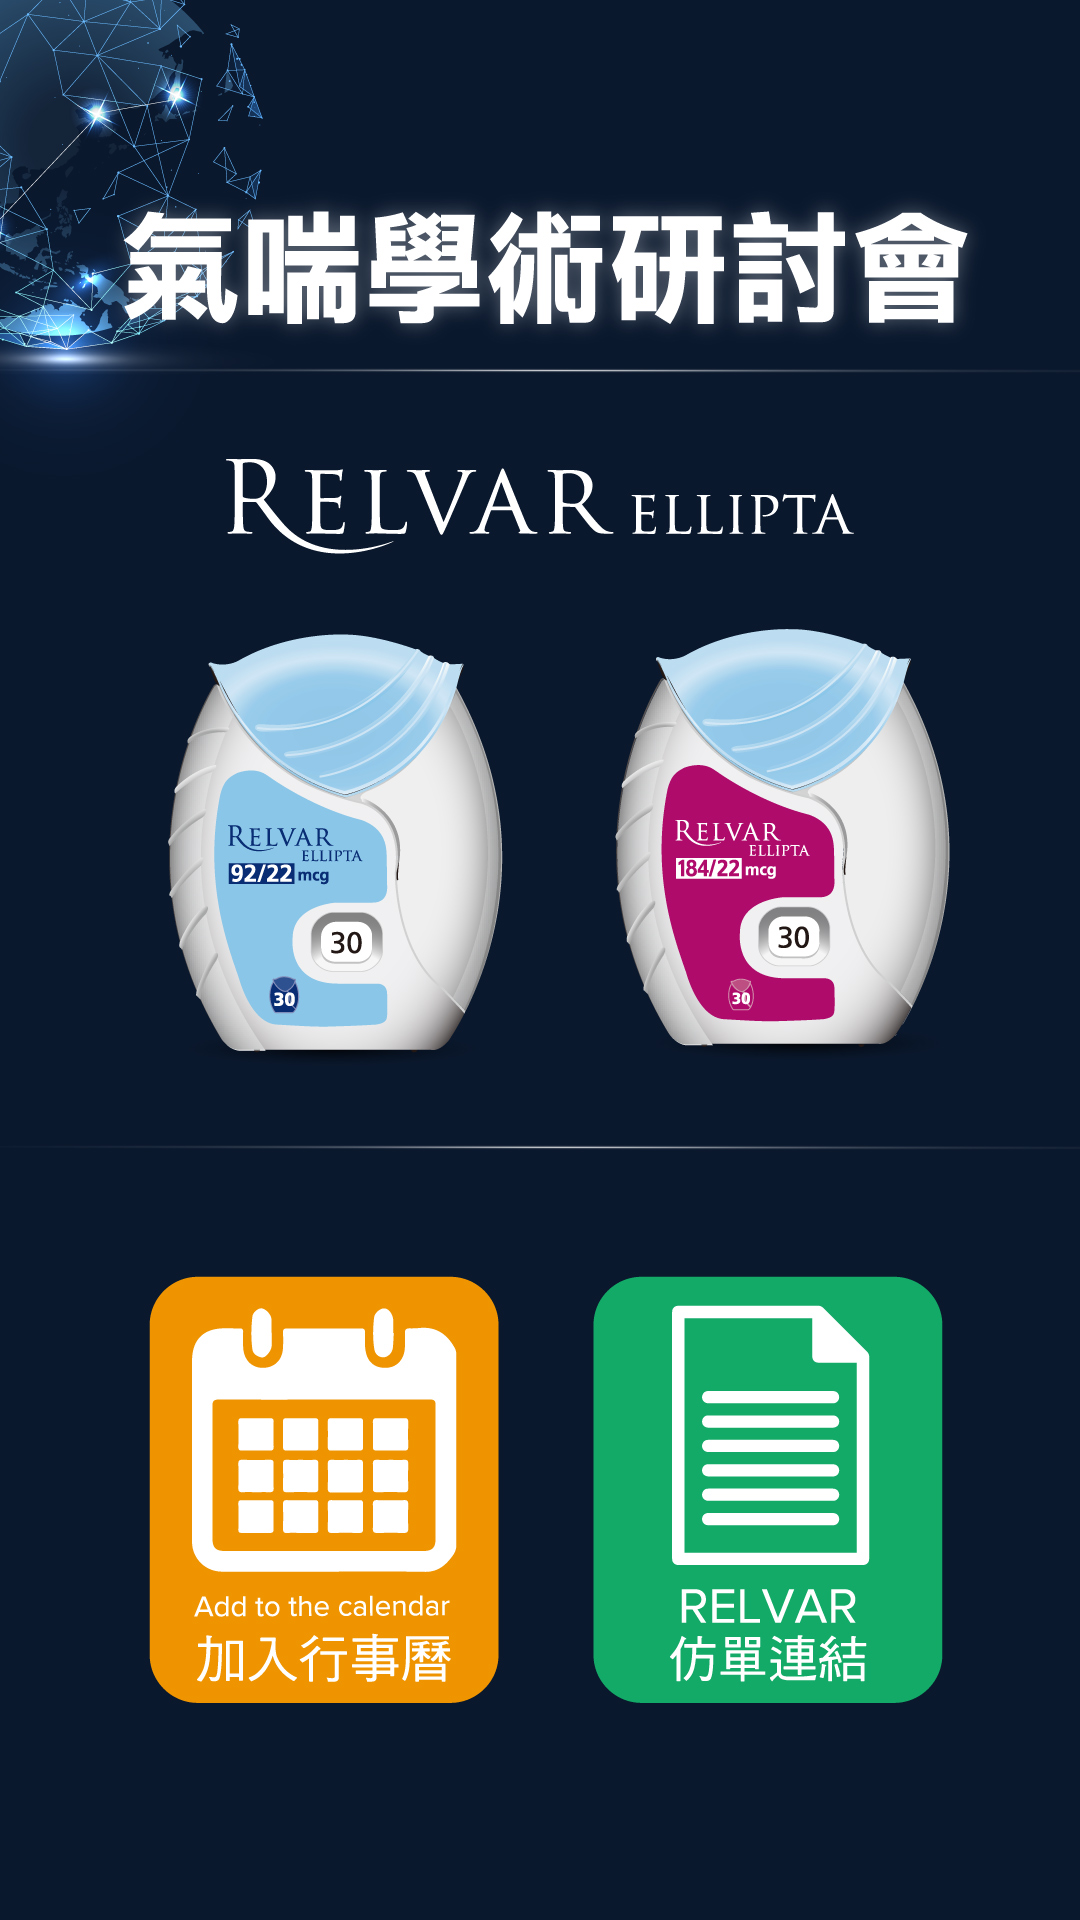 氣喘學術研討會
RELVAR ELLIPTA
RELVAR
ELLIPTA
92/22 mcg
30
30
RELVAR
ELLIPTA
184/22 mcg
30
30
Add to the calendar
加入行事曆
RELVAR
仿單連結